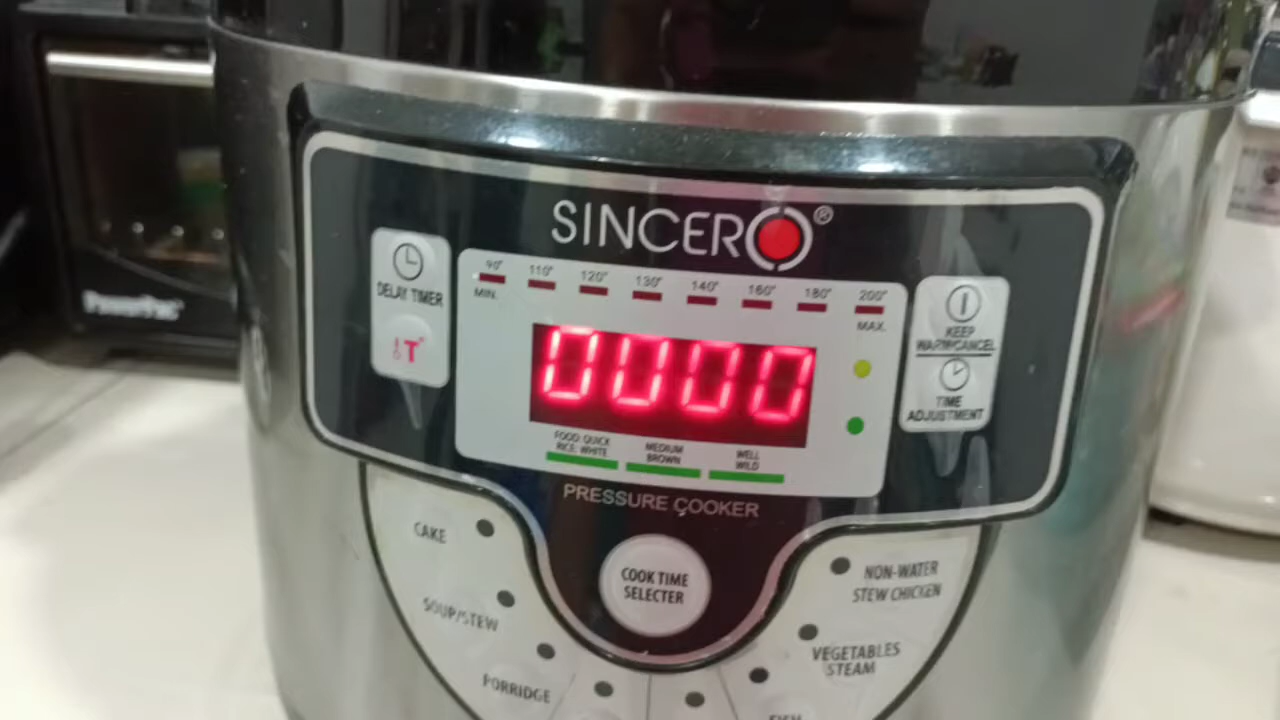 SINCERO®
90° 110° 120° 130° 140° 160° 180° 200°
MIN.
MAX.
DELAY TIMER
T°
0000
KEEP
WARM/CANCEL
TIME
ADJUSTMENT
FOOD: QUICK
RICE: WHITE
MEDIUM
BROWN
WELL
WILD
PRESSURE COOKER
COOK TIME
SELECTER
CAKE
SOUP/STEW
PORRIDGE
NON-WATER
STEW CHICKEN
VEGETABLES
STEAM
FISH
PowerPac